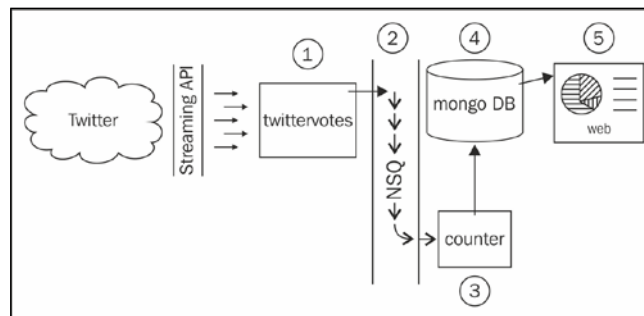 1
2
4
5
Twitter
Streaming API
twittervotes
NSQ
mongo DB
web
counter
3